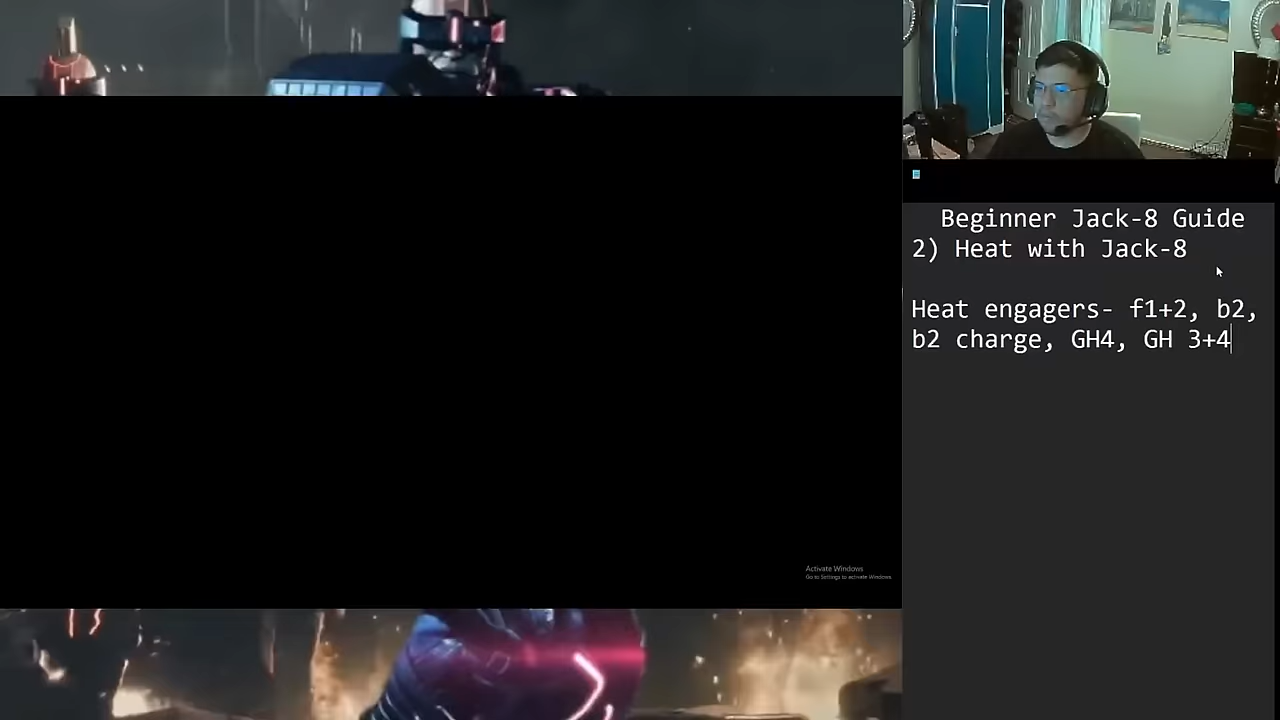 Beginner Jack-8 Guide
2) Heat with Jack-8
Heat engagers- f1+2, b2,
b2 charge, GH4, GH 3+4
Activate Windows
Go to Settings to activate Windows.